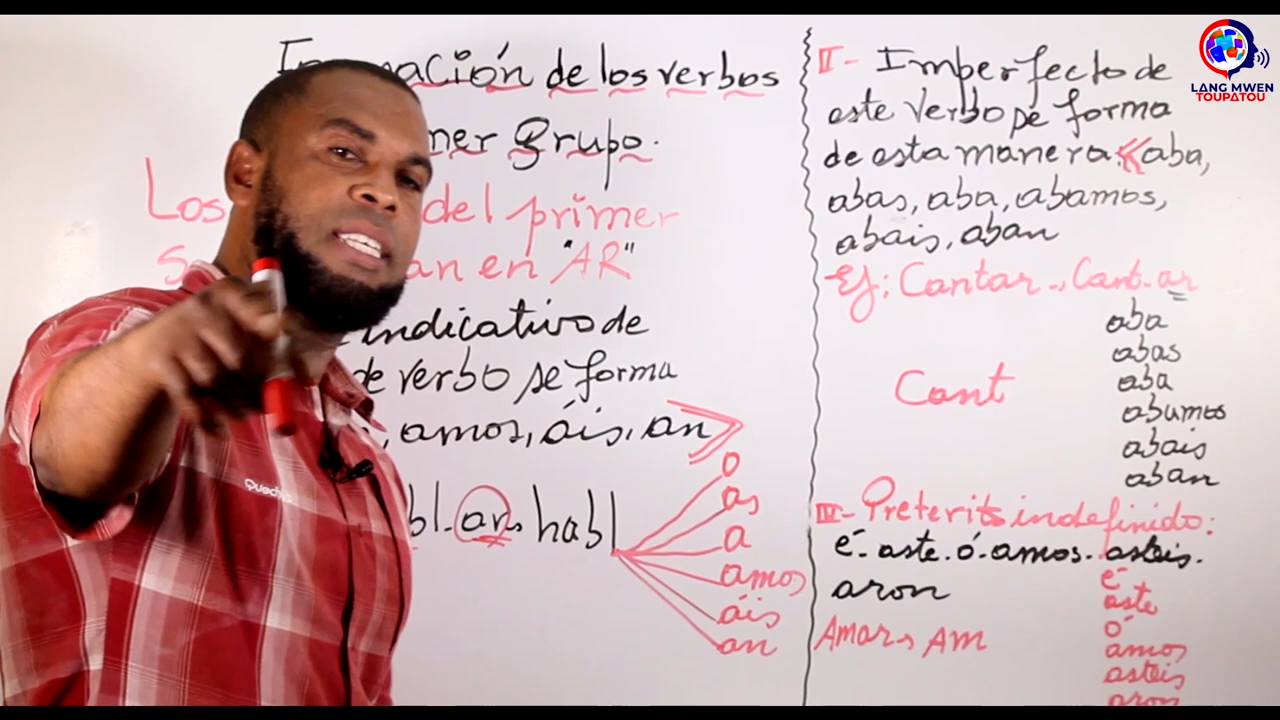 ación de los verbos
ner grupo.
Los del primer
an en "AR"
indicativo de
de verbo se forma
, amos, áis, an
bl-ar→ habl
o
as
a
amos
áis
an
II- Imperfecto de
este verbo se forma
de esta manera: aba,
abas, aba, abamos,
abais, aban
Ej: Cantar → Cant-ar
Cant
aba
abas
aba
abamos
abais
aban
III- Preterito indefinido:
é- aste- ó- amos- asteis-
aron
Amar→ Am
é
aste
ó
amos
asteis
aron
LANG MWEN
TOUPATOU